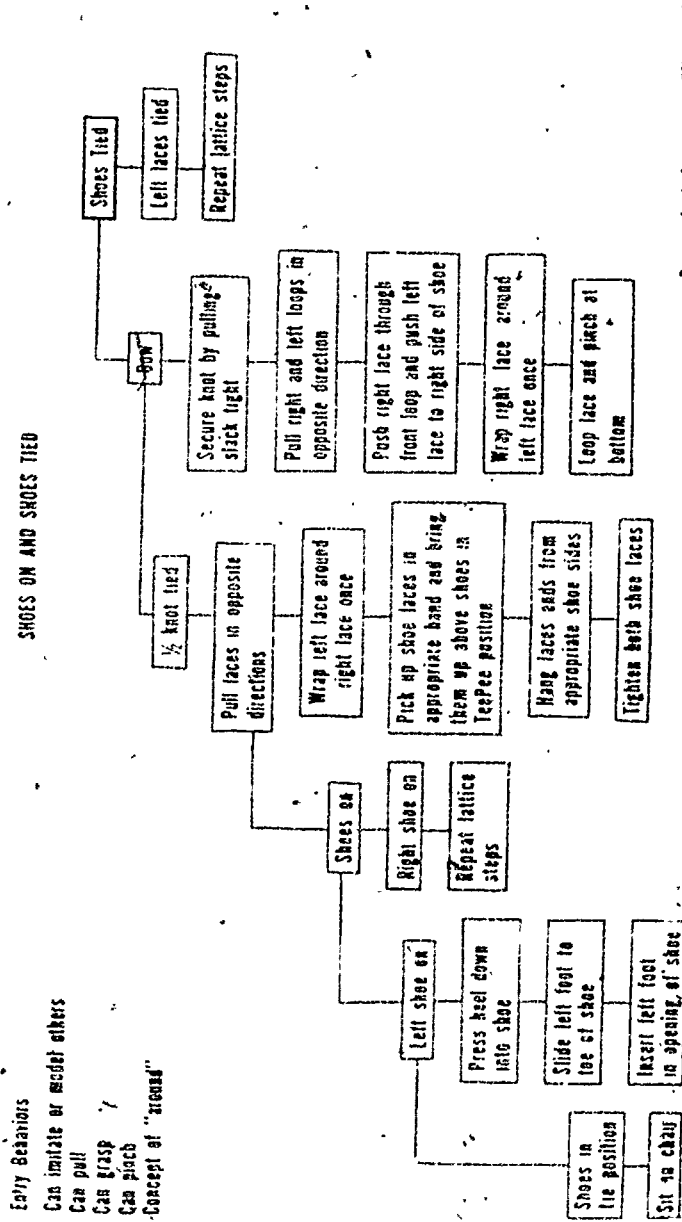 SHOES ON AND SHOES TIED
Entry Behaviors
Can imitate or model others
Can pull
Can grasp
Can pinch
Concept of "around"
Shoes in
tie position
Sit in chair
Left shoe on
Press heel down
into shoe
Slide left foot to
toe of shoe
Insert left foot
in opening of shoe
Shoes on
Right shoe on
Repeat lattice
steps
½ knot tied
Pull laces in opposite
directions
Wrap left lace around
right lace once
Pick up shoe laces in
appropriate hand and bring
them up above shoes in
TeePee position
Hang laces ends from
appropriate shoe sides
Tighten both shoe laces
Bow
Secure knot by pulling
slack tight
Pull right and left loops in
opposite direction
Push right lace through
front loop and push left
lace to right side of shoe
Wrap right lace around
left lace once
Loop lace and pinch at
bottom
Shoes Tied
Left laces tied
Repeat lattice steps